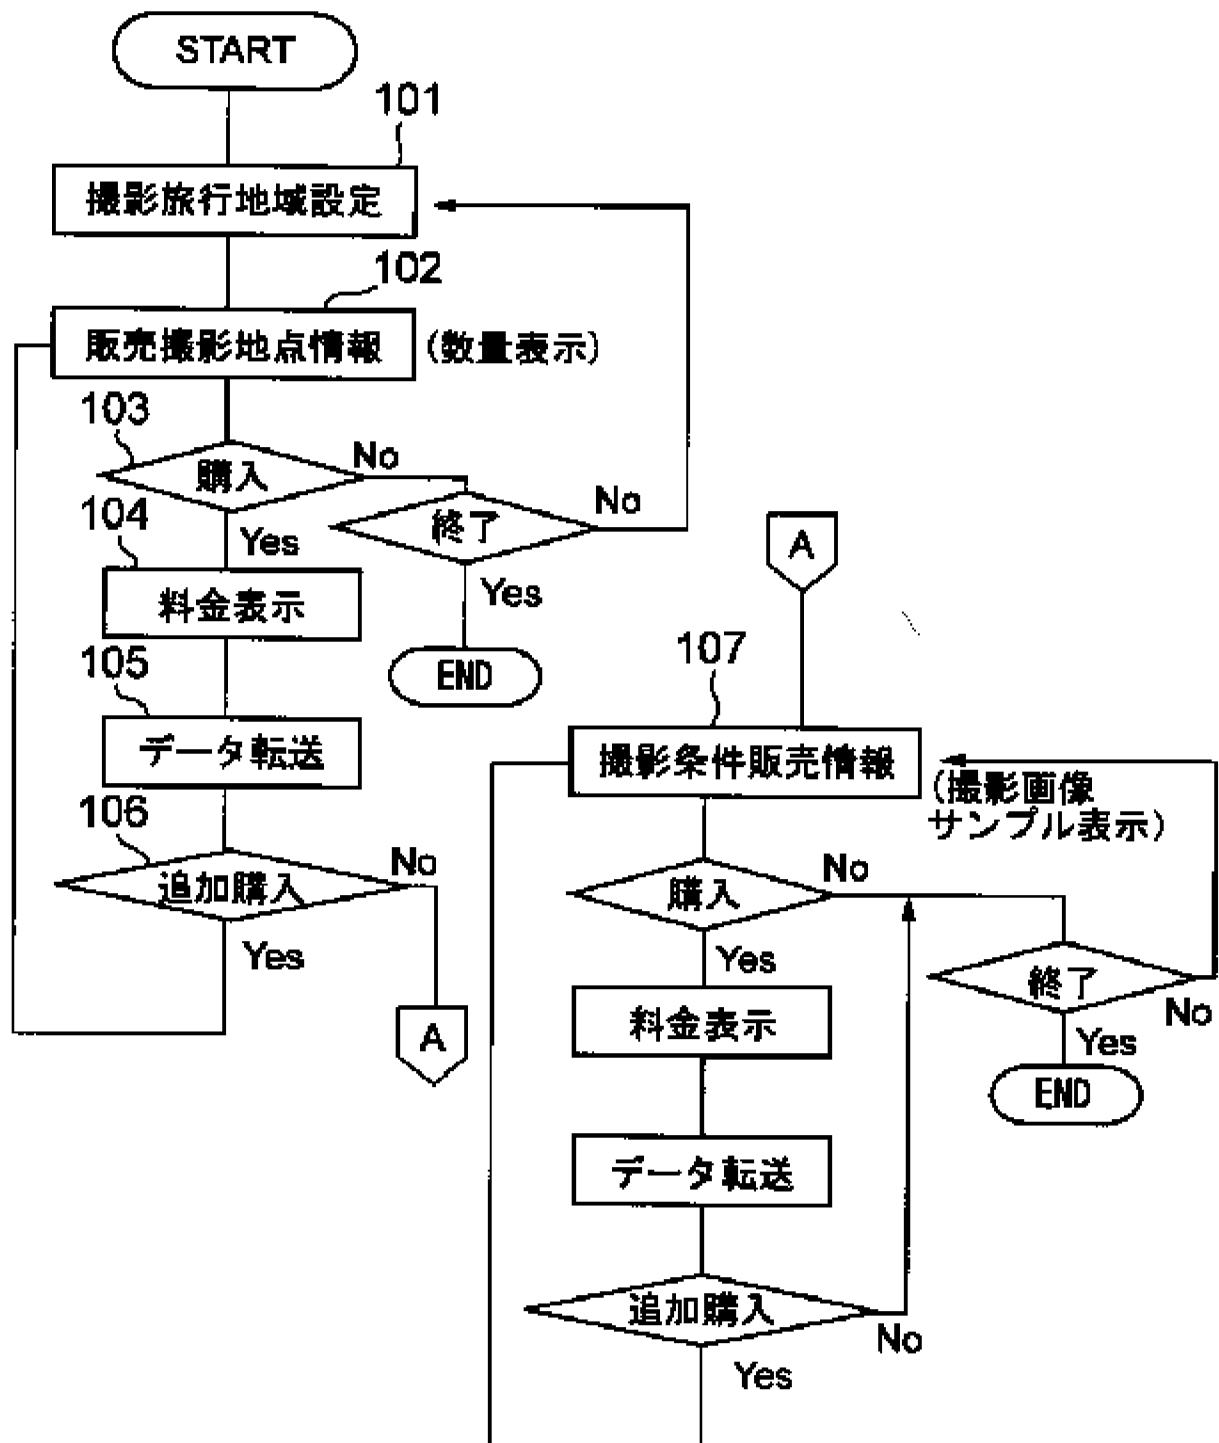 START
101
撮影旅行地域設定
102
販売撮影地点情報
(数量表示)
103
購入
No
終了
No
104
Yes
Yes
料金表示
END
105
データ転送
106
追加購入
No
Yes
A
A
107
撮影条件販売情報
(撮影画像
サンプル表示)
購入
No
Yes
終了
No
Yes
料金表示
END
データ転送
追加購入
No
Yes